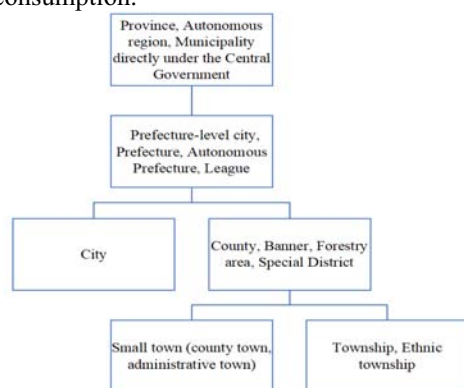 consumption.
Province, Autonomous
region, Municipality
directly under the Central
Government
Prefecture-level city,
Prefecture, Autonomous
Prefecture, League
City
County, Banner, Forestry
area, Special District
Small town (county town,
administrative town)
Township, Ethnic
township